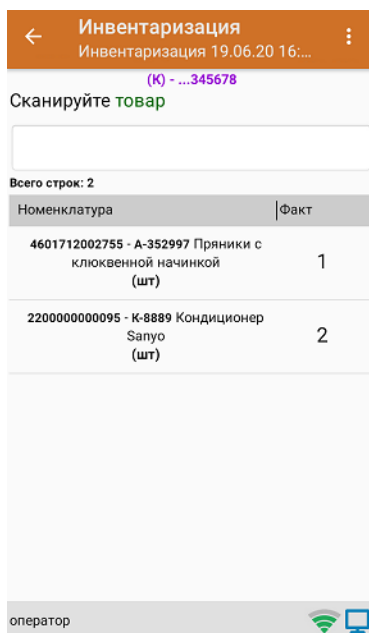 Инвентаризация
Инвентаризация 19.06.20 16:...
(К) - ...345678
Сканируйте товар
Всего строк: 2
Номенклатура Факт
4601712002755 - А-352997 Пряники с
клюквенной начинкой
(шт)
1
2200000000095 - К-8889 Кондиционер
Sanyo
(шт)
2
оператор